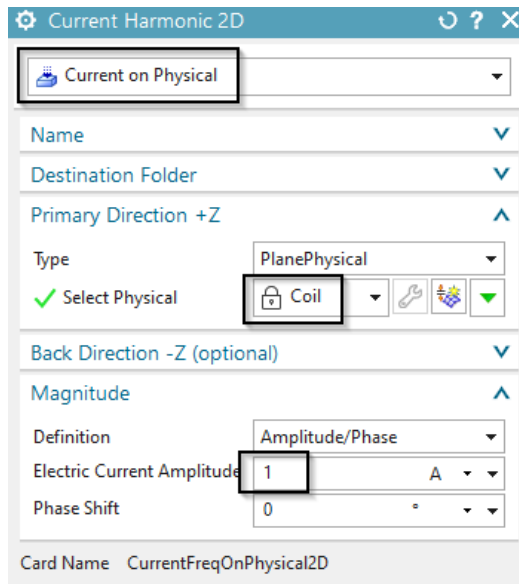 Current Harmonic 2D ?
Current on Physical
Name
Destination Folder
Primary Direction +Z
Type PlanePhysical
Select Physical Coil
Back Direction -Z (optional)
Magnitude
Definition Amplitude/Phase
Electric Current Amplitude 1 A
Phase Shift 0 °
Card Name CurrentFreqOnPhysical2D